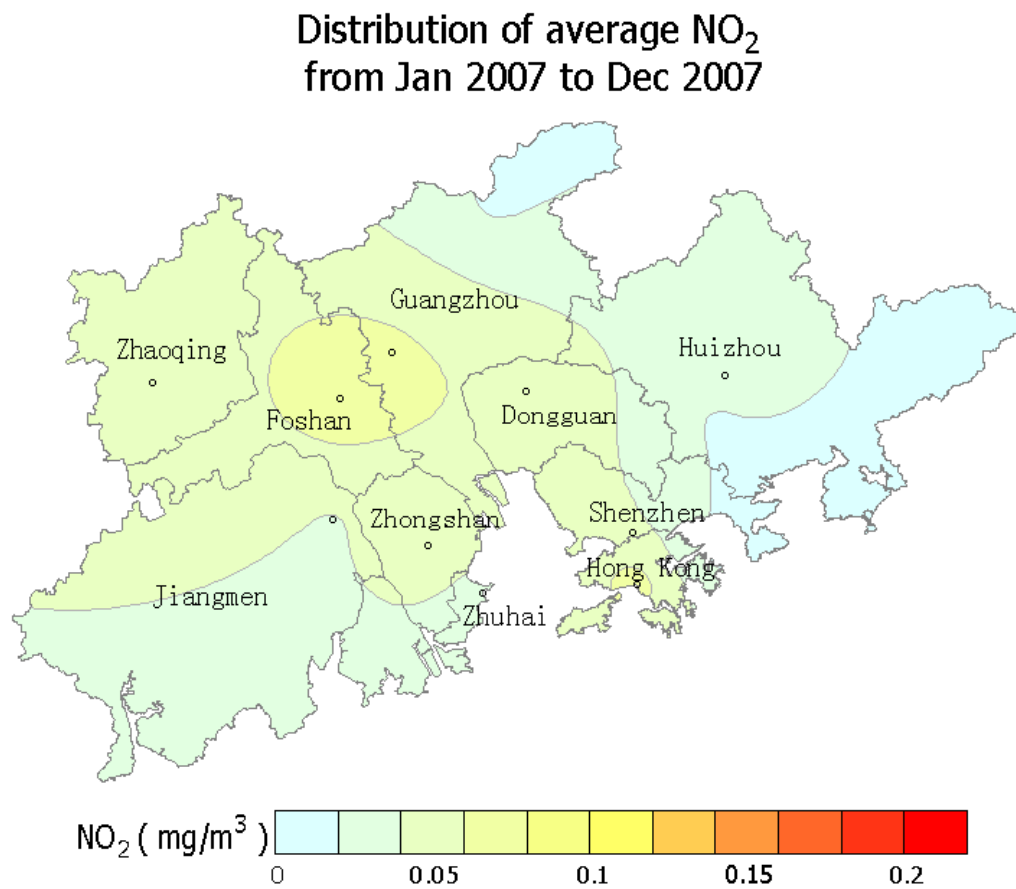 Distribution of average NO₂
from Jan 2007 to Dec 2007
Guangzhou
Zhaoqing
Huizhou
Foshan
Dongguan
Zhongshan
Shenzhen
Hong Kong
Jiangmen
Zhuhai
NO₂ ( mg/m³ )
0 0.05 0.1 0.15 0.2